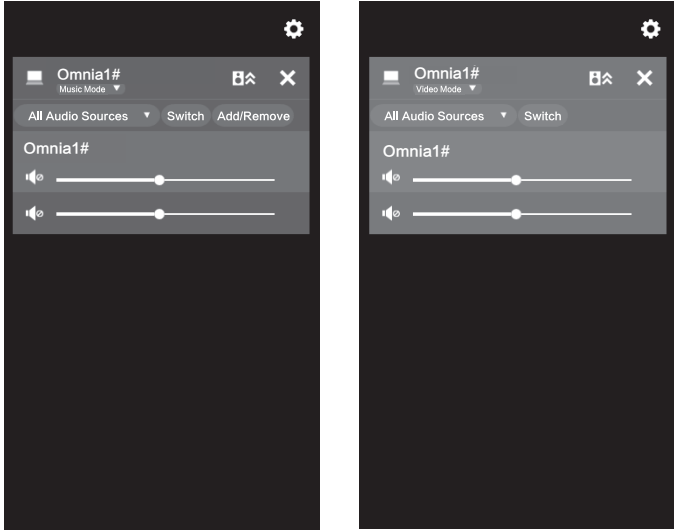 Omnia1#
Music Mode
All Audio Sources Switch Add/Remove
Omnia1#
Omnia1#
Video Mode
All Audio Sources Switch
Omnia1#